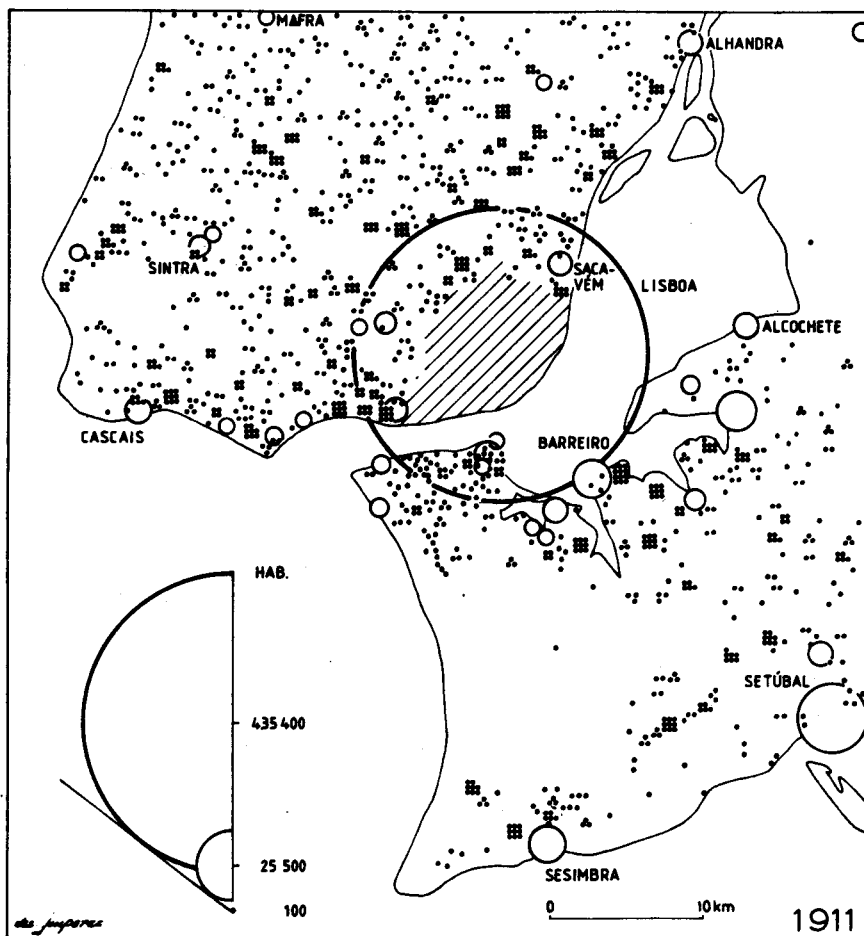 MAFRA
ALHANDRA
SINTRA
SACA-
VÉM
LISBOA
ALCOCHETE
CASCAIS
BARREIRO
HAB.
SETÚBAL
435 400
25 500
100
SESIMBRA
0 10 km
1911